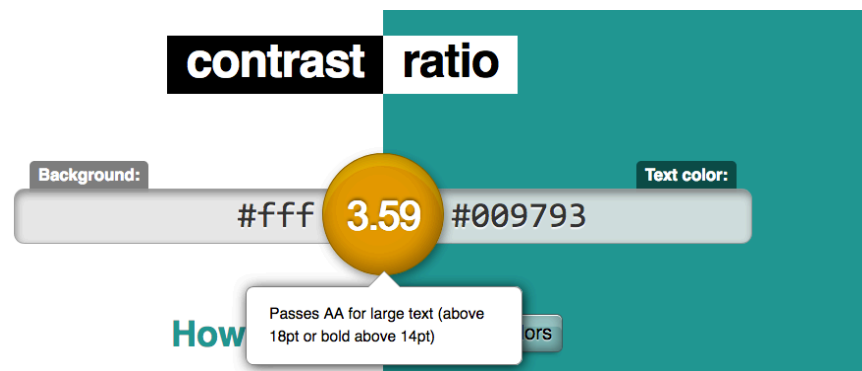 contrast ratio
Background:
Text color:
#fff 3.59 #009793
Passes AA for large text (above
18pt or bold above 14pt)
How
ors